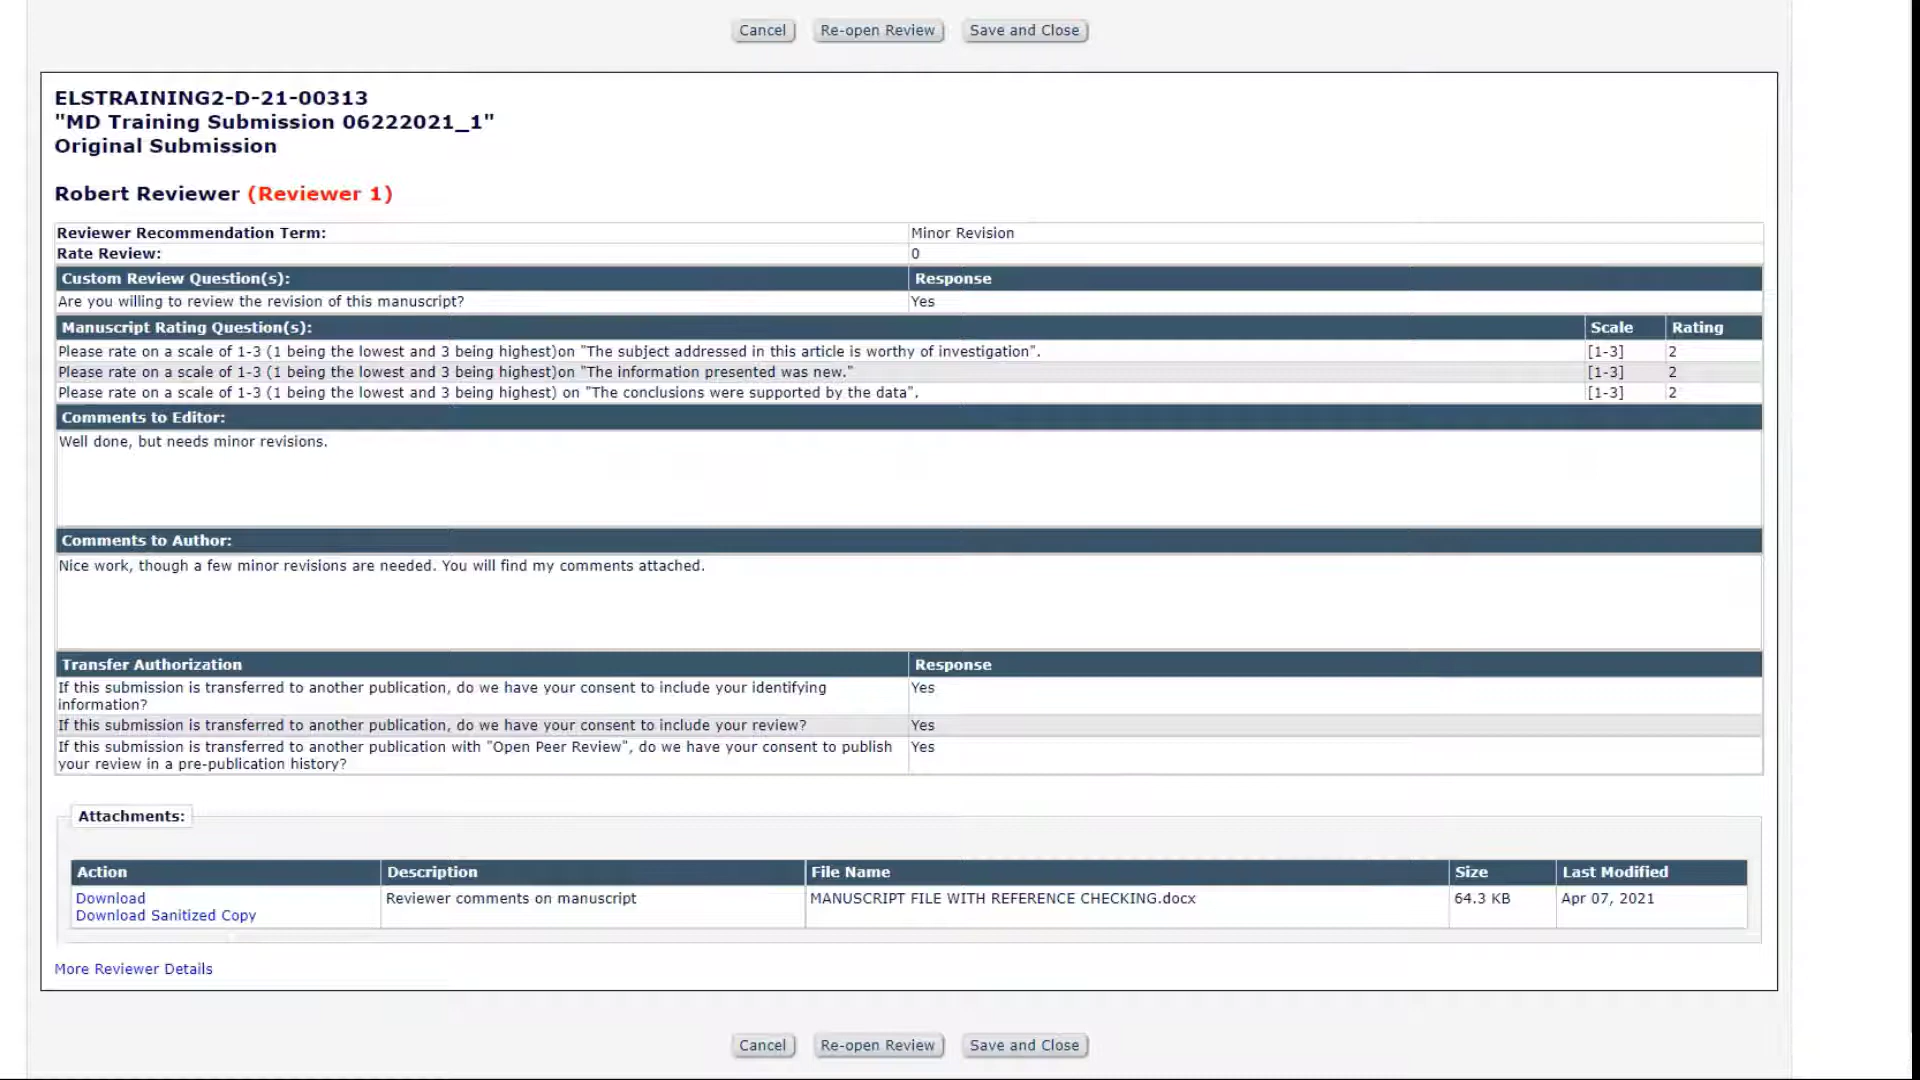 Cancel Re-open Review Save and Close
ELSTRAINING2-D-21-00313
"MD Training Submission 06222021_1"
Original Submission
Robert Reviewer (Reviewer 1)
Reviewer Recommendation Term: Minor Revision
Rate Review: 0
Custom Review Question(s): Response
Are you willing to review the revision of this manuscript? Yes
Manuscript Rating Question(s): Scale Rating
Please rate on a scale of 1-3 (1 being the lowest and 3 being highest)on "The subject addressed in this article is worthy of investigation". [1-3] 2
Please rate on a scale of 1-3 (1 being the lowest and 3 being highest)on "The information presented was new." [1-3] 2
Please rate on a scale of 1-3 (1 being the lowest and 3 being highest) on "The conclusions were supported by the data". [1-3] 2
Comments to Editor:
Well done, but needs minor revisions.
Comments to Author:
Nice work, though a few minor revisions are needed. You will find my comments attached.
Transfer Authorization Response
If this submission is transferred to another publication, do we have your consent to include your identifying Yes
information?
If this submission is transferred to another publication, do we have your consent to include your review? Yes
If this submission is transferred to another publication with "Open Peer Review", do we have your consent to publish Yes
your review in a pre-publication history?
Attachments:
Action Description File Name Size Last Modified
Download Reviewer comments on manuscript MANUSCRIPT FILE WITH REFERENCE CHECKING.docx 64.3 KB Apr 07, 2021
Download Sanitized Copy
More Reviewer Details
Cancel Re-open Review Save and Close